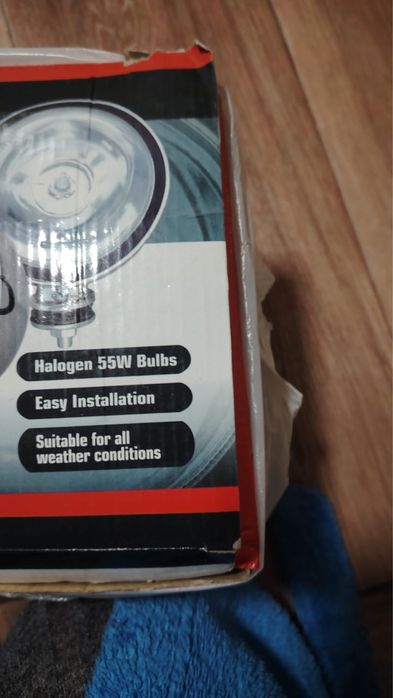 Halogen 55W Bulbs
Easy Installation
Suitable for all
weather conditions